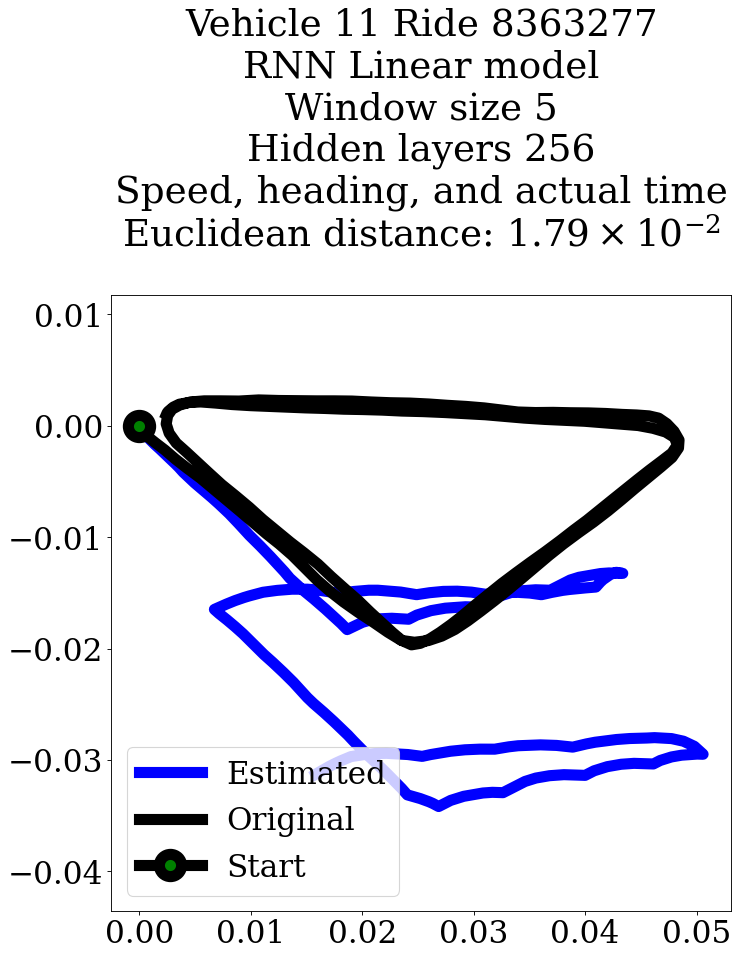 Vehicle 11 Ride 8363277
RNN Linear model
Window size 5
Hidden layers 256
Speed, heading, and actual time
Euclidean distance: 1.79 × 10⁻²
0.01
0.00
−0.01
−0.02
−0.03
−0.04
Estimated
Original
Start
0.00 0.01 0.02 0.03 0.04 0.05